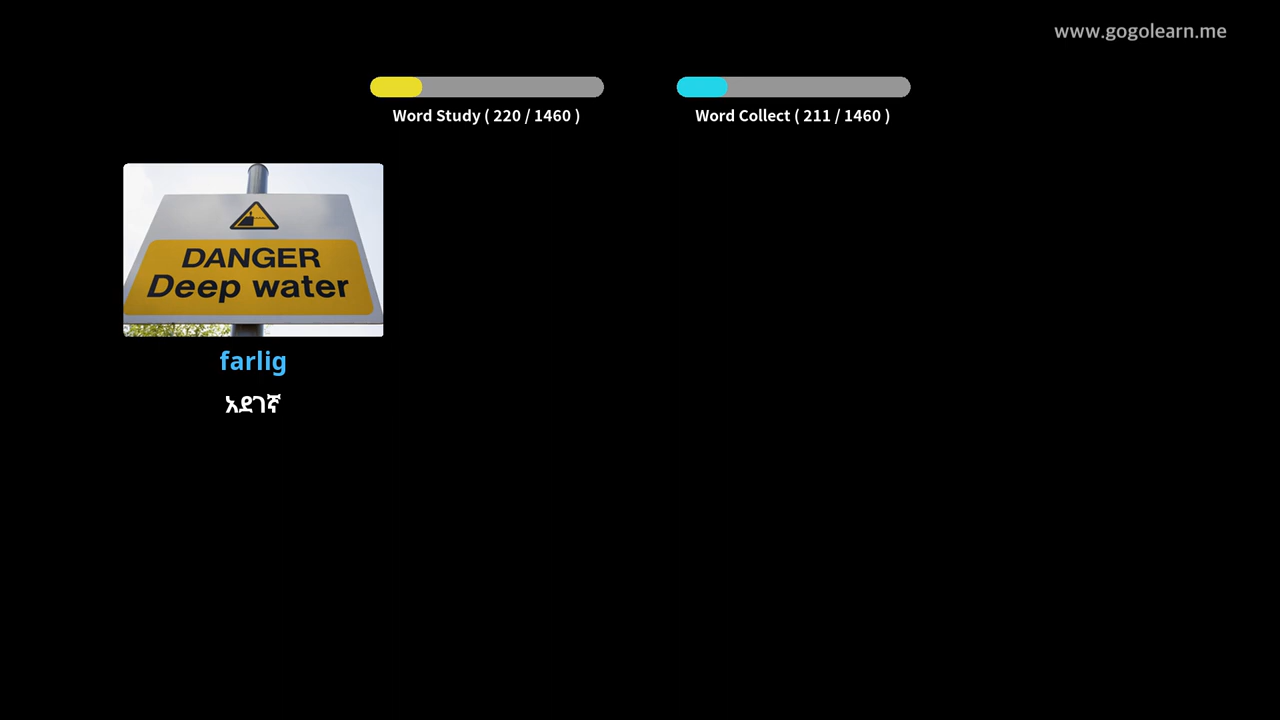 www.gogolearn.me
Word Study ( 220 / 1460 )
Word Collect ( 211 / 1460 )
DANGER
Deep water
farlig
አደገኛ